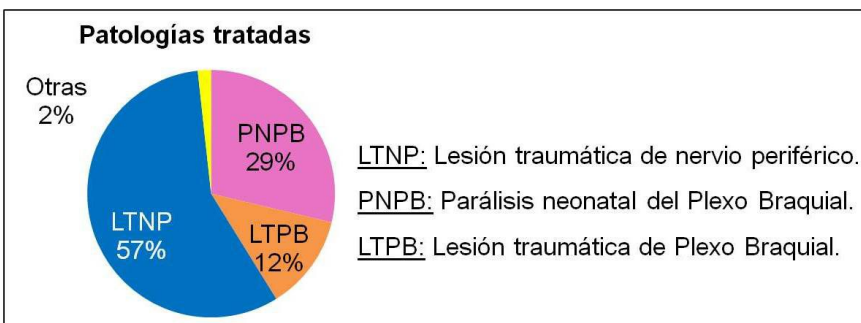 Patologías tratadas
Otras
2%
PNPB
29%
LTNP
57%
LTPB
12%
LTNP: Lesión traumática de nervio periférico.
PNPB: Parálisis neonatal del Plexo Braquial.
LTPB: Lesión traumática de Plexo Braquial.